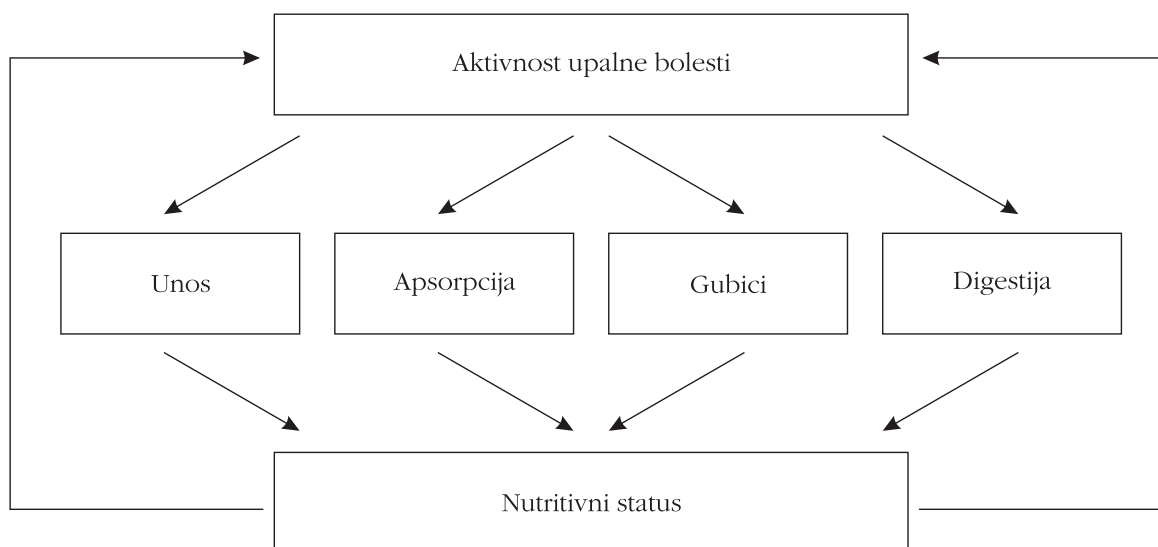 Aktivnost upalne bolesti
Unos
Apsorpcija
Gubici
Digestija
Nutritivni status